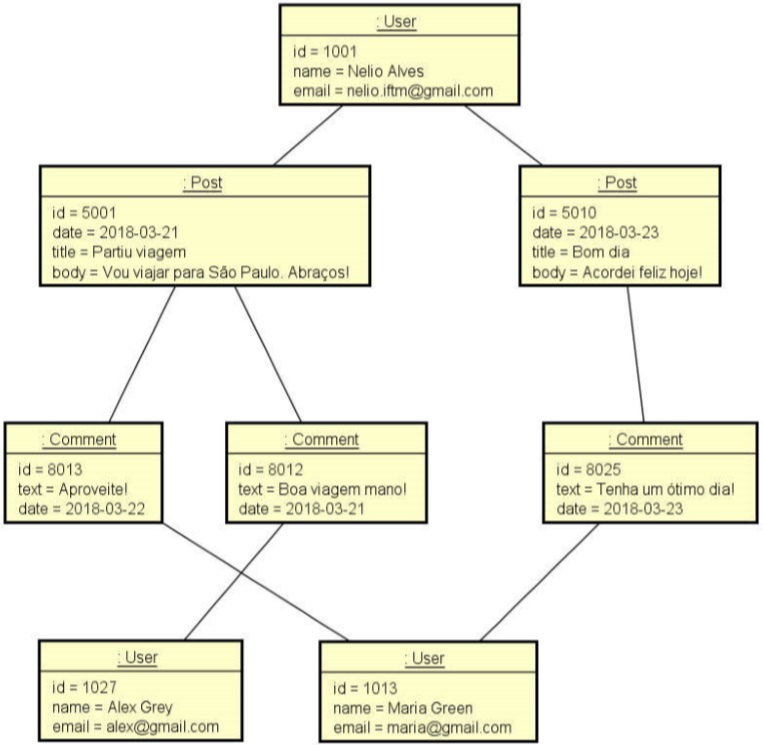 : User
id = 1001
name = Nelio Alves
email = nelio.iftm@gmail.com
: Post
id = 5001
date = 2018-03-21
title = Partiu viagem
body = Vou viajar para São Paulo. Abraços!
: Post
id = 5010
date = 2018-03-23
title = Bom dia
body = Acordei feliz hoje!
: Comment
id = 8013
text = Aproveite!
date = 2018-03-22
: Comment
id = 8012
text = Boa viagem mano!
date = 2018-03-21
: Comment
id = 8025
text = Tenha um ótimo dia!
date = 2018-03-23
: User
id = 1027
name = Alex Grey
email = alex@gmail.com
: User
id = 1013
name = Maria Green
email = maria@gmail.com